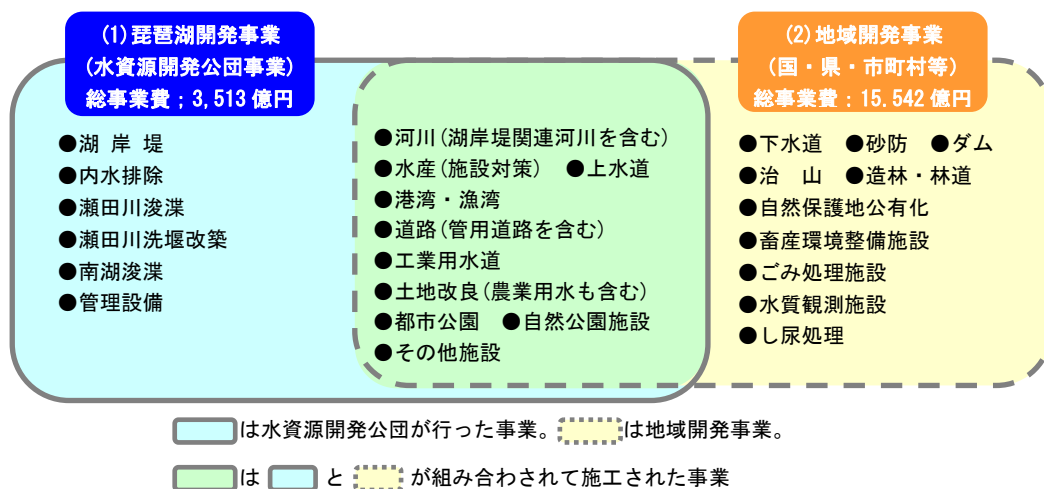 (1)琵琶湖開発事業
(水資源開発公団事業)
総事業費；3,513億円
●湖 岸 堤
●内水排除
●瀬田川浚渫
●瀬田川洗堰改築
●南湖浚渫
●管理設備
●河川(湖岸堤関連河川を含む)
●水産(施設対策) ●上水道
●港湾・漁湾
●道路(管用道路を含む)
●工業用水道
●土地改良(農業用水も含む)
●都市公園 ●自然公園施設
●その他施設
(2)地域開発事業
(国・県・市町村等)
総事業費：15.542億円
●下水道 ●砂防 ●ダム
●治 山 ●造林・林道
●自然保護地公有化
●畜産環境整備施設
●ごみ処理施設
●水質観測施設
●し尿処理
は水資源開発公団が行った事業。 は地域開発事業。
は と が組み合わされて施工された事業